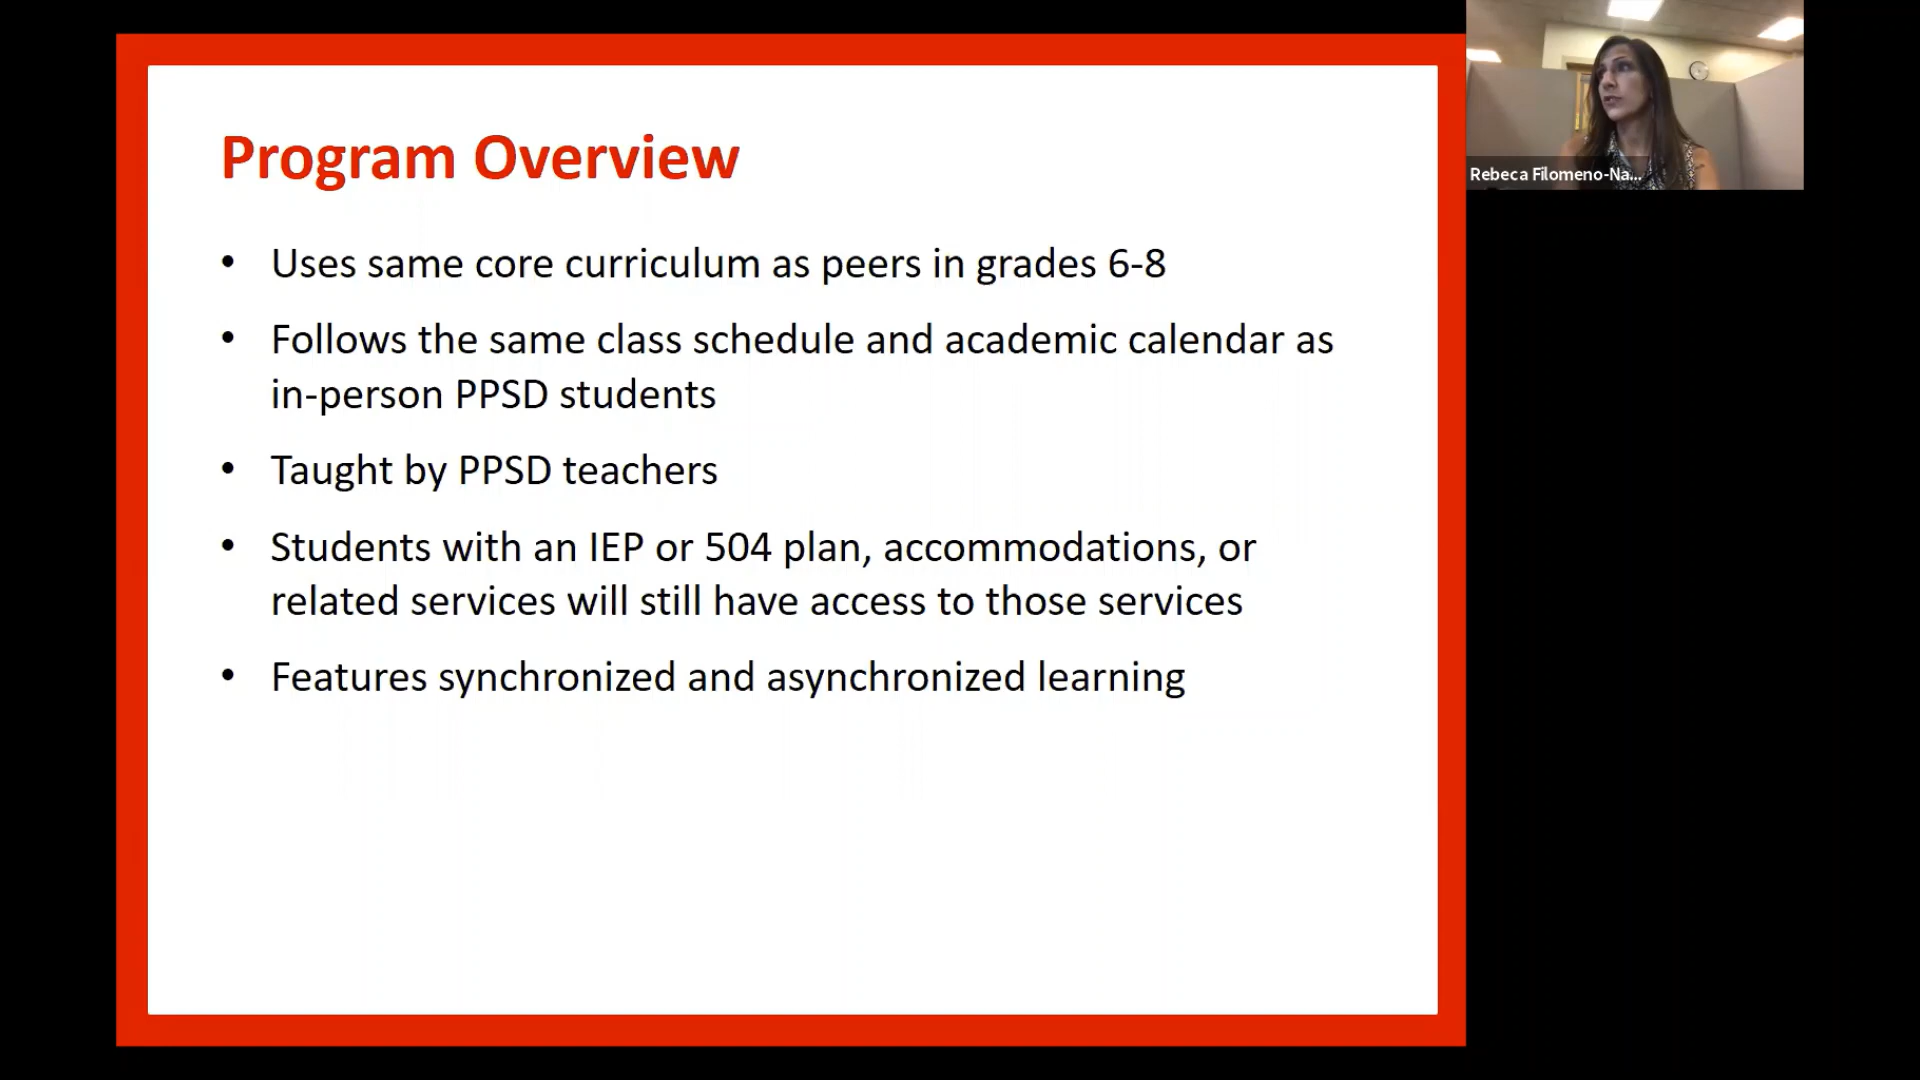 Program Overview
• Uses same core curriculum as peers in grades 6-8
• Follows the same class schedule and academic calendar as
in-person PPSD students
• Taught by PPSD teachers
• Students with an IEP or 504 plan, accommodations, or
related services will still have access to those services
• Features synchronized and asynchronized learning
Rebeca Filomeno-Na...